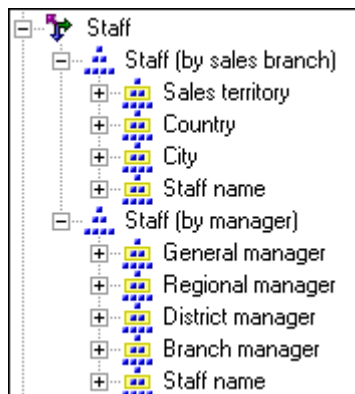 Staff
Staff (by sales branch)
Sales territory
Country
City
Staff name
Staff (by manager)
General manager
Regional manager
District manager
Branch manager
Staff name